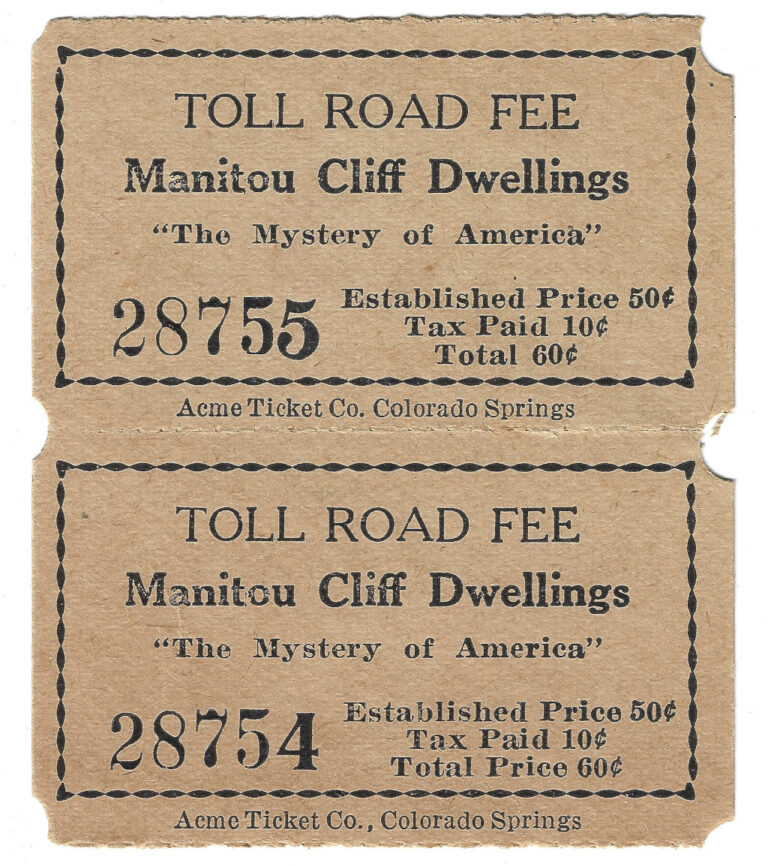 TOLL ROAD FEE
Manitou Cliff Dwellings
"The Mystery of America"
28755
Established Price 50¢
Tax Paid 10¢
Total 60¢
Acme Ticket Co. Colorado Springs
TOLL ROAD FEE
Manitou Cliff Dwellings
"The Mystery of America"
28754
Established Price 50¢
Tax Paid 10¢
Total Price 60¢
Acme Ticket Co., Colorado Springs